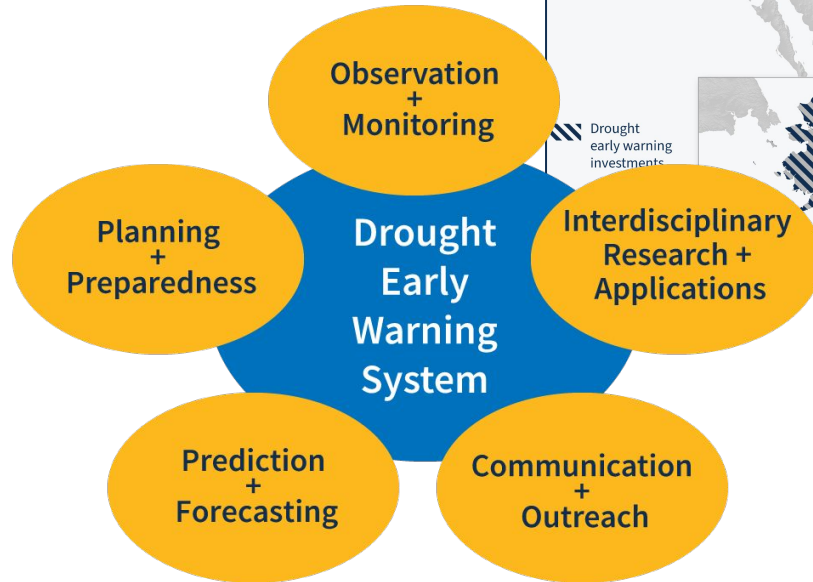 Observation
+
Monitoring
Drought
early warning
investments
Planning
+
Preparedness
Drought
Early
Warning
System
Interdisciplinary
Research +
Applications
Prediction
+
Forecasting
Communication
+
Outreach